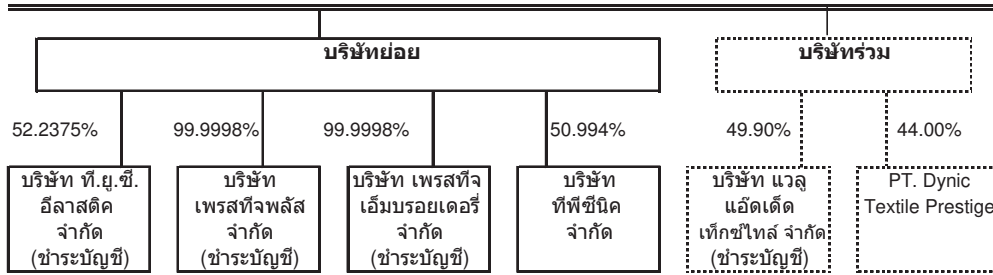 บริษัทย่อย
บริษัทร่วม
52.2375%
99.9998%
99.9998%
50.994%
49.90%
44.00%
บริษัท ที.ยู.ซี.
อีลาสติค
จำกัด
(ชำระบัญชี)
บริษัท
เพรสทีจพลัส
จำกัด
(ชำระบัญชี)
บริษัท เพรสทีจ
เอ็มบรอยเดอรี่
จำกัด
(ชำระบัญชี)
บริษัท
ทีพีซีนิค
จำกัด
บริษัท แวลู
แอ๊ดเด็ด
เท็กซ์ไทล์ จำกัด
(ชำระบัญชี)
PT. Dynic
Textile Prestige